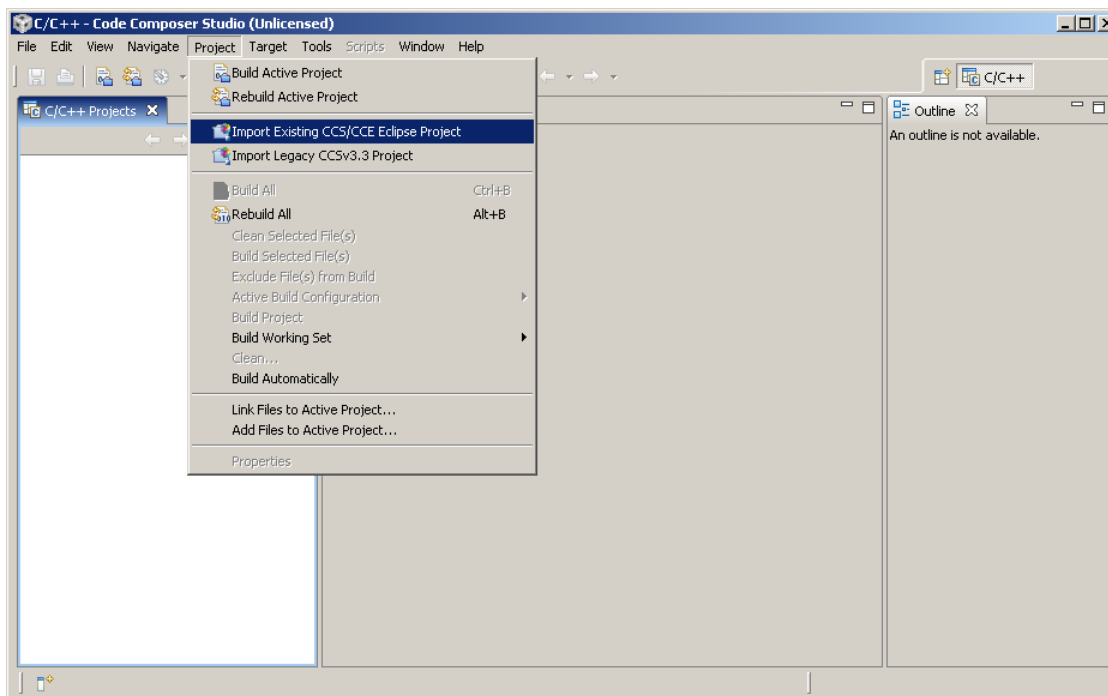 C/C++ - Code Composer Studio (Unlicensed)
File Edit View Navigate Project Target Tools Scripts Window Help
C/C++
C/C++ Projects
Outline
An outline is not available.
Build Active Project
Rebuild Active Project
Import Existing CCS/CCE Eclipse Project
Import Legacy CCSv3.3 Project
Build All Ctrl+B
Rebuild All Alt+B
Clean Selected File(s)
Build Selected File(s)
Exclude File(s) from Build
Active Build Configuration
Build Project
Build Working Set
Clean...
Build Automatically
Link Files to Active Project...
Add Files to Active Project...
Properties